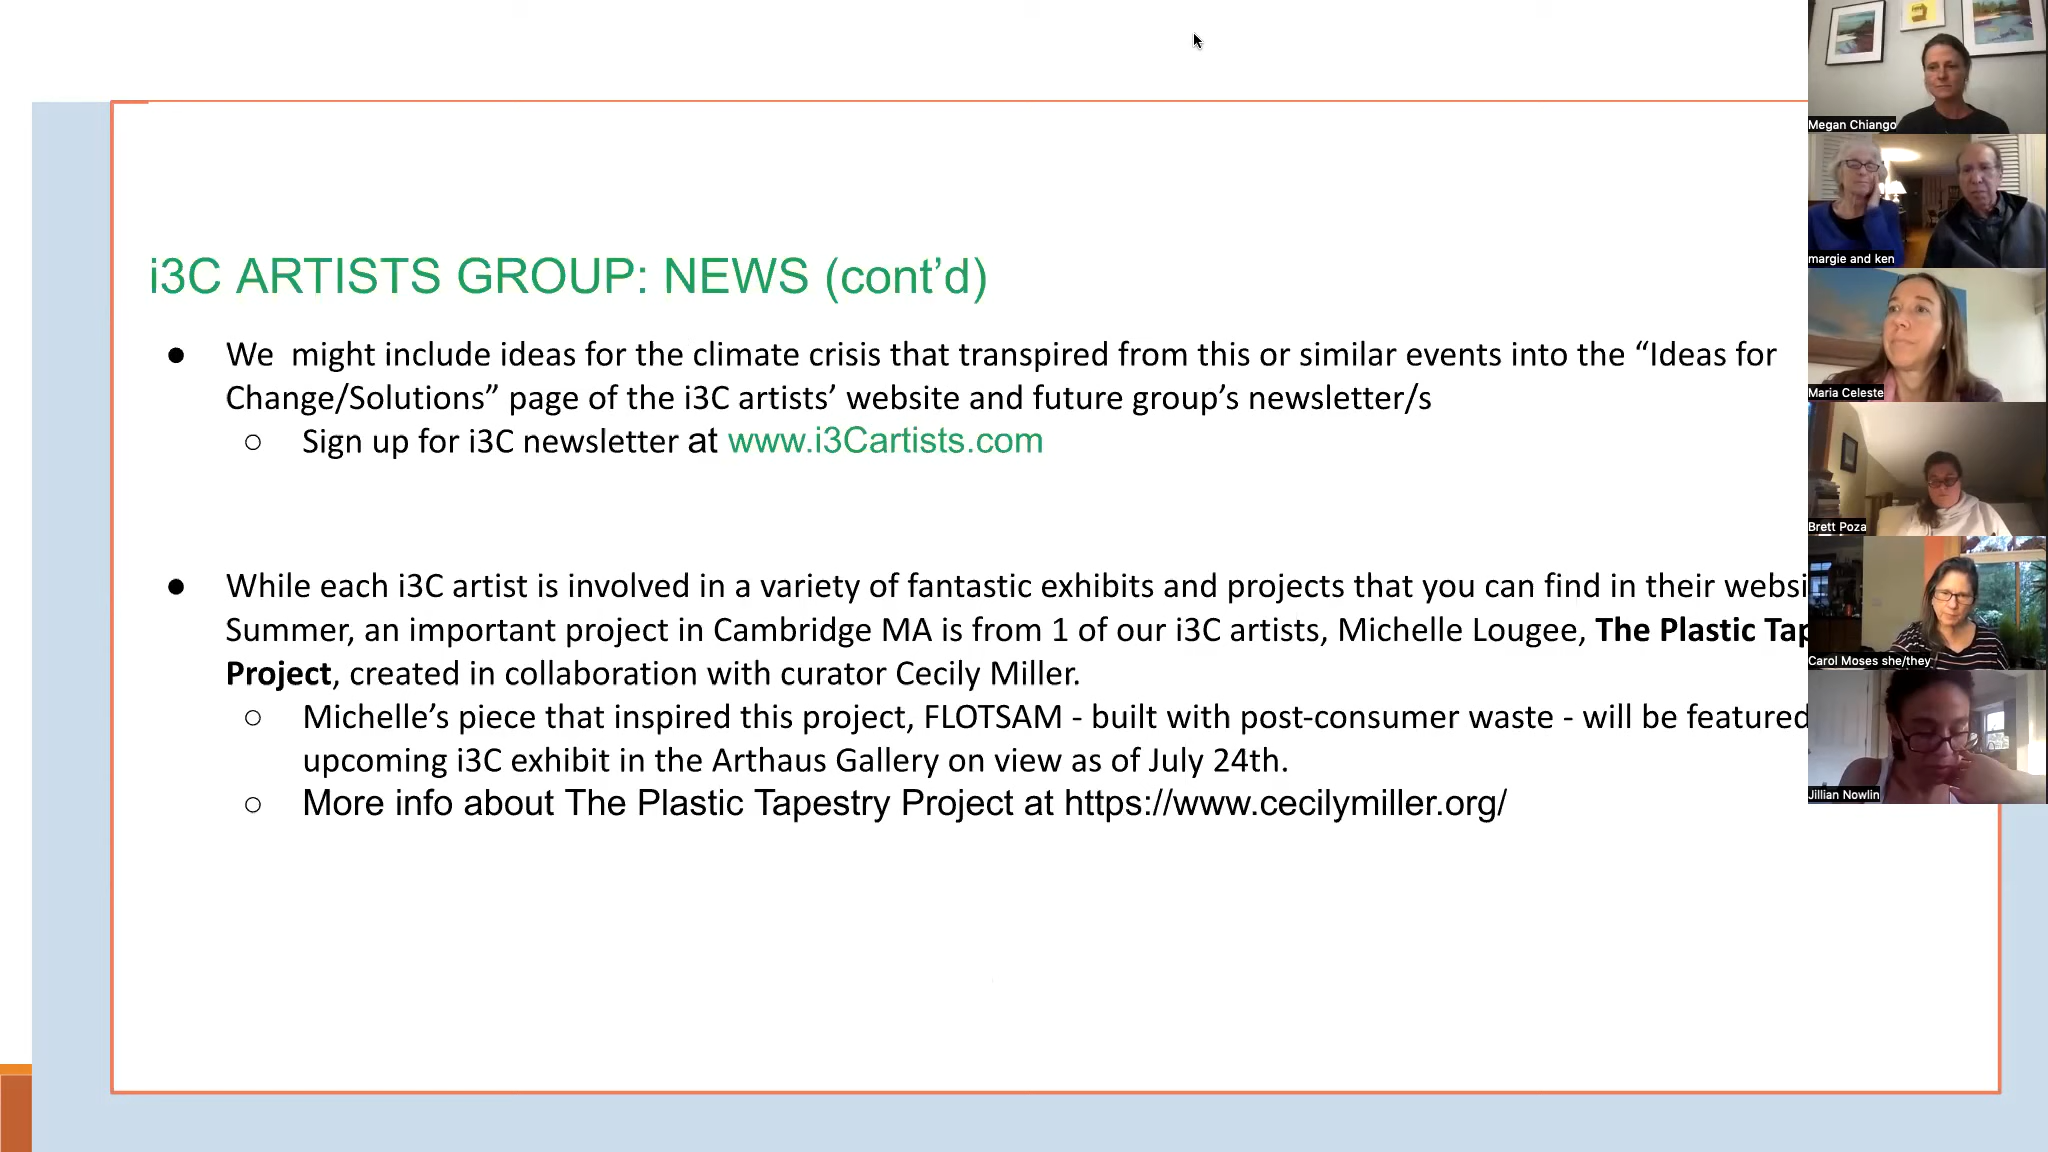 i3C ARTISTS GROUP: NEWS (cont’d)
● We might include ideas for the climate crisis that transpired from this or similar events into the “Ideas for
Change/Solutions” page of the i3C artists’ website and future group’s newsletter/s
○ Sign up for i3C newsletter at www.i3Cartists.com
● While each i3C artist is involved in a variety of fantastic exhibits and projects that you can find in their
Summer, an important project in Cambridge MA is from 1 of our i3C artists, Michelle Lougee, The Plastic
Project, created in collaboration with curator Cecily Miller.
○ Michelle’s piece that inspired this project, FLOTSAM - built with post-consumer waste - will be featured
upcoming i3C exhibit in the Arthaus Gallery on view as of July 24th.
○ More info about The Plastic Tapestry Project at https://www.cecilymiller.org/
Megan Chiango
margie and ken
Maria Celeste
Brett Poza
Carol Moses she/they
Jillian Nowlin